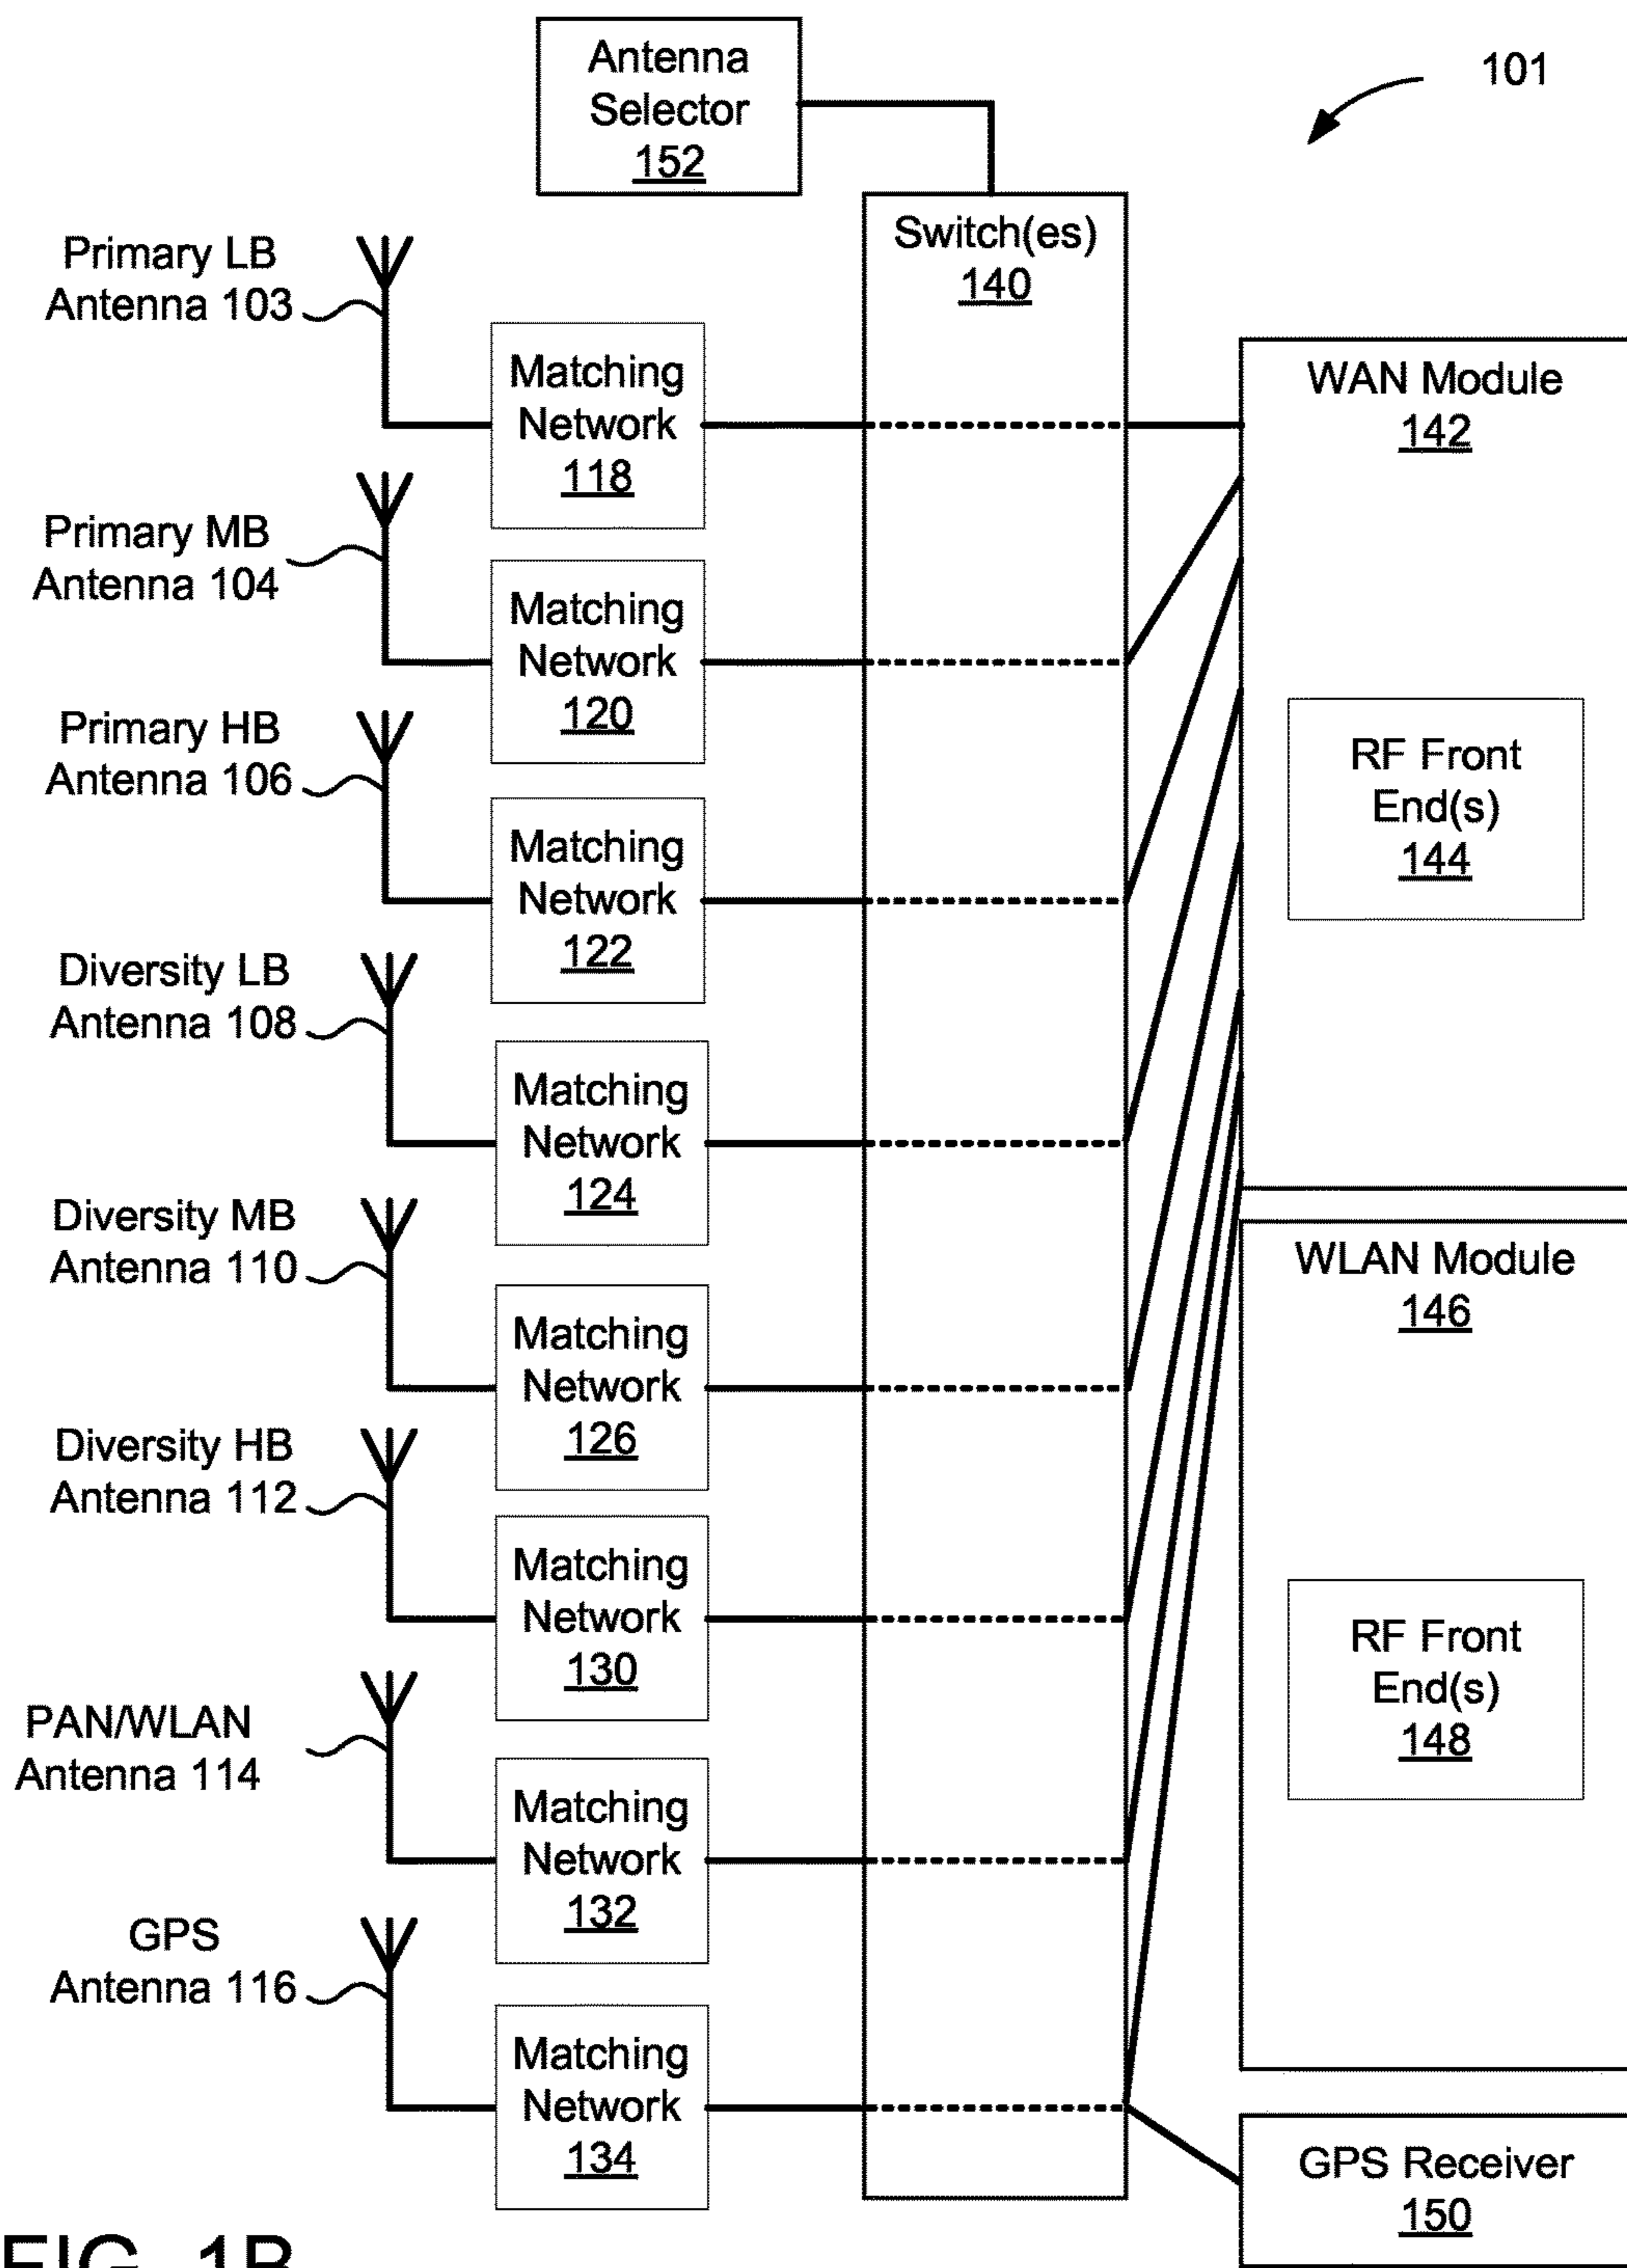 Antenna
Selector
152
101
Switch(es)
140
Primary LB
Antenna 103
Matching
Network
118
WAN Module
142
Primary MB
Antenna 104
Matching
Network
120
Primary HB
Antenna 106
Matching
Network
122
RF Front
End(s)
144
Diversity LB
Antenna 108
Matching
Network
124
Diversity MB
Antenna 110
Matching
Network
126
WLAN Module
146
Diversity HB
Antenna 112
Matching
Network
130
RF Front
End(s)
148
PAN/WLAN
Antenna 114
Matching
Network
132
GPS
Antenna 116
Matching
Network
134
GPS Receiver
150
FIG. 1B